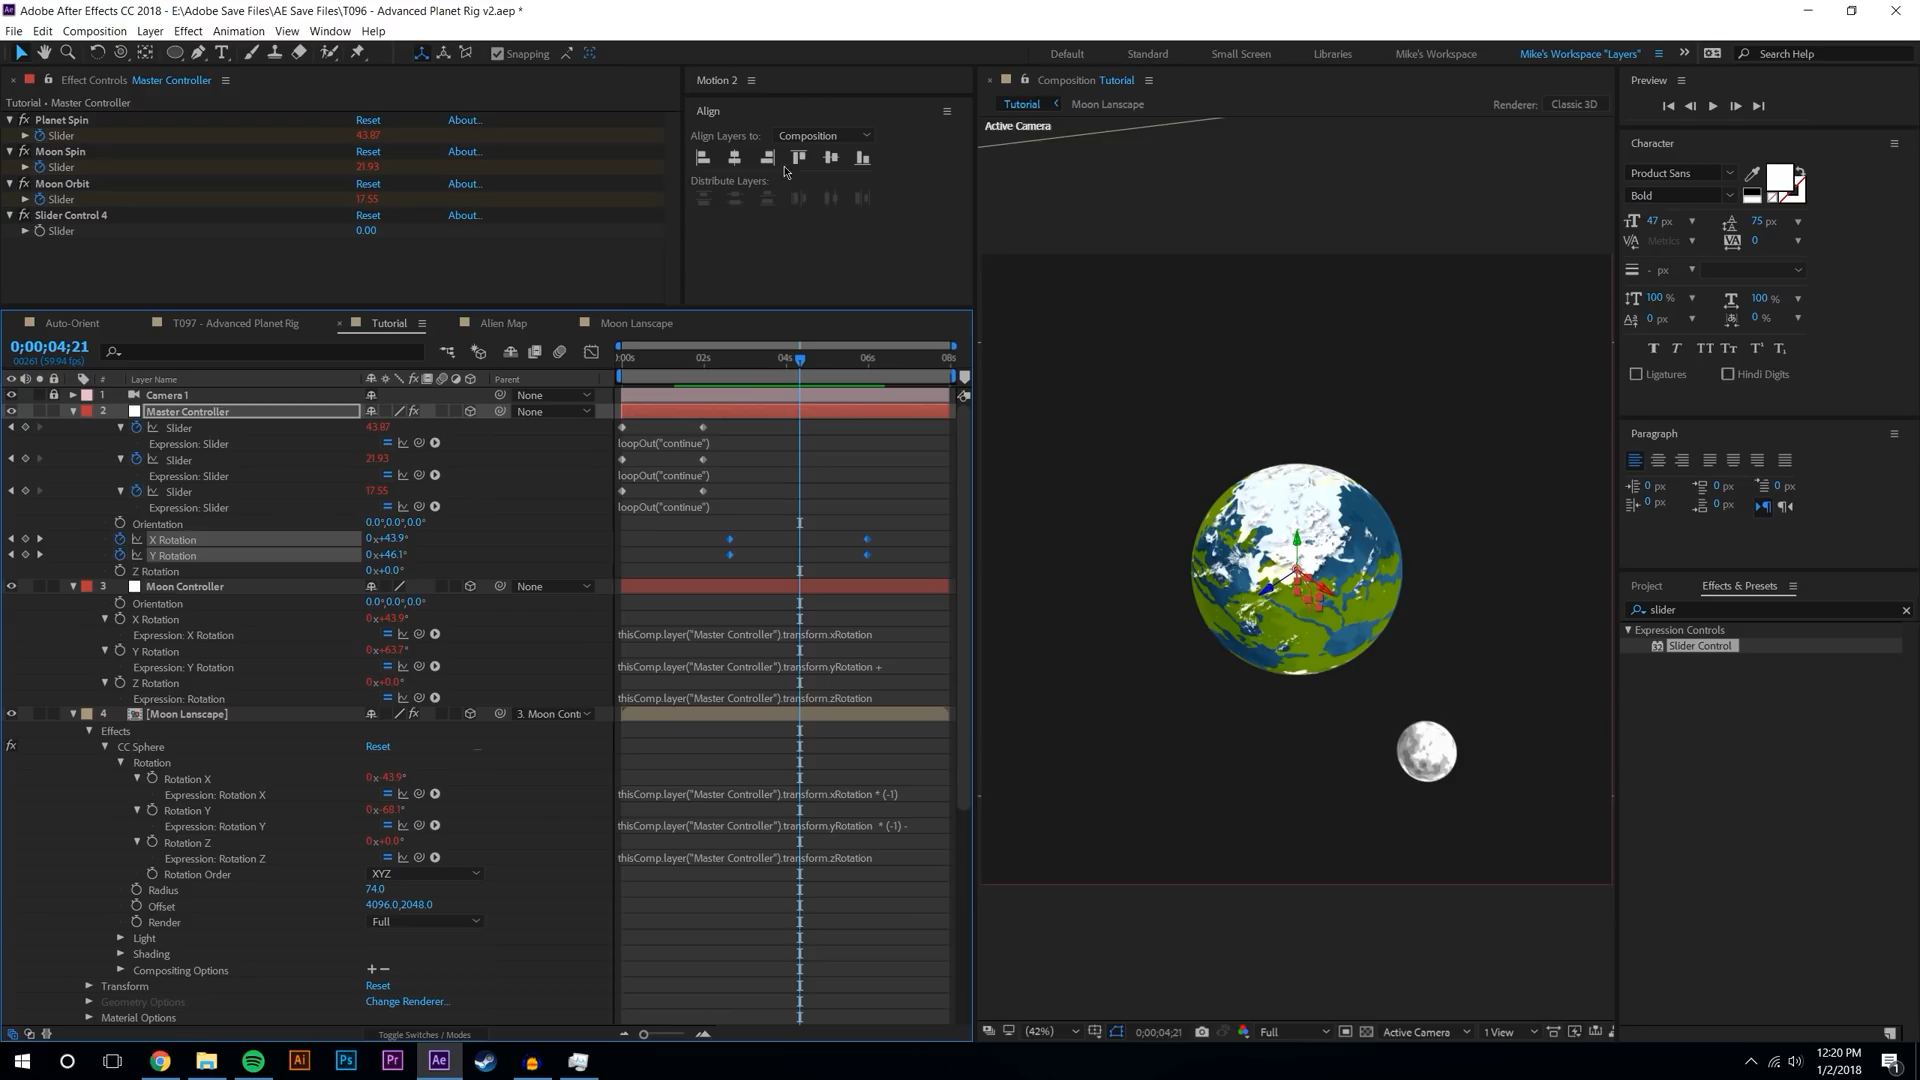 Adobe After Effects CC 2018 - E:\Adobe Save Files\AE Save Files\T096 - Advanced Planet Rig v2.aep *
File Edit Composition Layer Effect Animation View Window Help
Snapping
Default Standard Small Screen Libraries Mike's Workspace Mike's Workspace "Layers"
Search Help
Effect Controls Master Controller
Tutorial • Master Controller
Planet Spin Reset About...
Slider 43.87
Moon Spin Reset About...
Slider 21.93
Moon Orbit Reset About...
Slider 17.55
Slider Control 4 Reset About...
Slider 0.00
Motion 2
Align
Align Layers to: Composition
Distribute Layers:
Composition Tutorial
Tutorial Moon Lanscape
Renderer: Classic 3D
Active Camera
Preview
Character
Product Sans
Bold
47 px 75 px
Metrics 0
- px
100 % 100 %
0 px 0 %
Ligatures Hindi Digits
Paragraph
0 px 0 px 0 px
0 px 0 px
Project Effects & Presets
slider
Expression Controls
Slider Control
Auto-Orient T097 - Advanced Planet Rig Tutorial Alien Map Moon Lanscape
0;00;04;21
00261 (59.94 fps)
:00s 02s 04s 06s 08s
# Layer Name Parent
1 Camera 1 None
2 Master Controller None
Slider 43.87
Expression: Slider loopOut("continue")
Slider 21.93
Expression: Slider loopOut("continue")
Slider 17.55
Expression: Slider loopOut("continue")
Orientation 0.0°,0.0°,0.0°
X Rotation 0x+43.9°
Y Rotation 0x+46.1°
Z Rotation 0x+0.0°
3 Moon Controller None
Orientation 0.0°,0.0°,0.0°
X Rotation 0x+43.9°
Expression: X Rotation thisComp.layer("Master Controller").transform.xRotation
Y Rotation 0x+63.7°
Expression: Y Rotation thisComp.layer("Master Controller").transform.yRotation +
Z Rotation 0x+0.0°
Expression: Rotation thisComp.layer("Master Controller").transform.zRotation
4 [Moon Lanscape] 3. Moon Conti
Effects
CC Sphere Reset
Rotation
Rotation X 0x-43.9°
Expression: Rotation X thisComp.layer("Master Controller").transform.xRotation * (-1)
Rotation Y 0x-68.1°
Expression: Rotation Y thisComp.layer("Master Controller").transform.yRotation * (-1) -
Rotation Z 0x+0.0°
Expression: Rotation Z thisComp.layer("Master Controller").transform.zRotation
Rotation Order XYZ
Radius 74.0
Offset 4096.0,2048.0
Render Full
Light
Shading
Compositing Options +–
Transform Reset
Geometry Options Change Renderer...
Material Options
Toggle Switches / Modes
(42%) 0;00;04;21 Full Active Camera 1 View
12:20 PM
1/2/2018